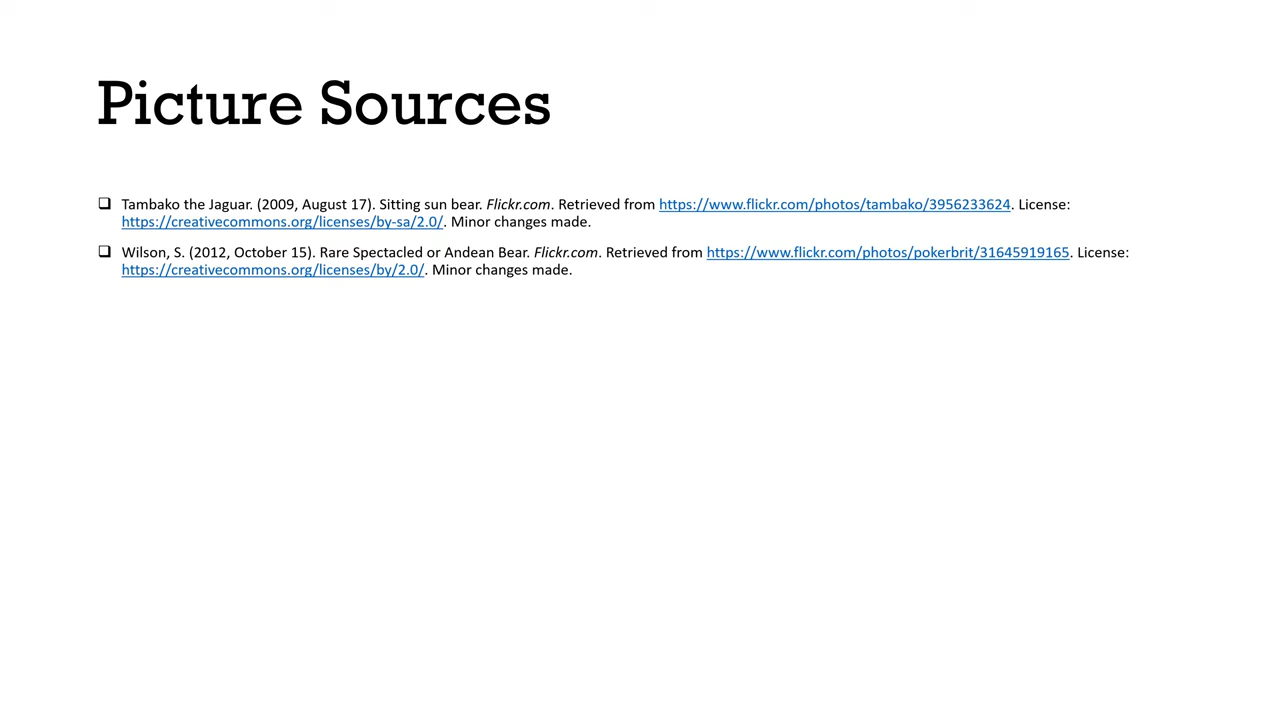 Picture Sources
❑ Tambako the Jaguar. (2009, August 17). Sitting sun bear. Flickr.com. Retrieved from https://www.flickr.com/photos/tambako/3956233624. License:
https://creativecommons.org/licenses/by-sa/2.0/. Minor changes made.
❑ Wilson, S. (2012, October 15). Rare Spectacled or Andean Bear. Flickr.com. Retrieved from https://www.flickr.com/photos/pokerbrit/31645919165. License:
https://creativecommons.org/licenses/by/2.0/. Minor changes made.